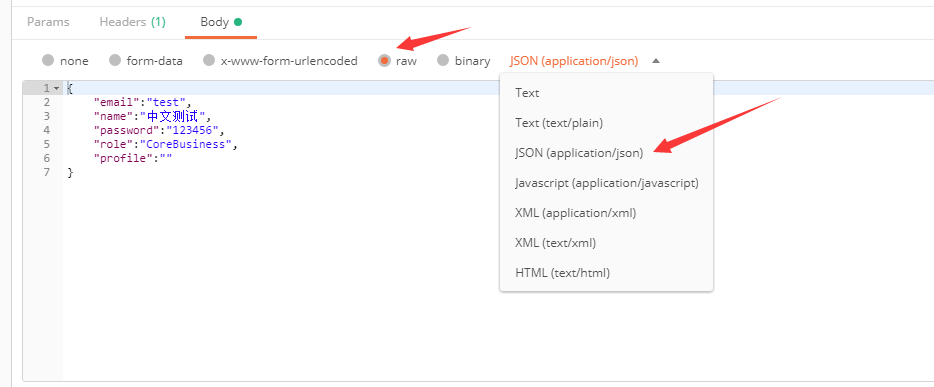 Params Headers (1) Body
none form-data x-www-form-urlencoded raw binary JSON (application/json)
1 {
2 "email":"test",
3 "name":"中文测试",
4 "password":"123456",
5 "role":"CoreBusiness",
6 "profile":""
7 }
Text
Text (text/plain)
JSON (application/json)
Javascript (application/javascript)
XML (application/xml)
XML (text/xml)
HTML (text/html)